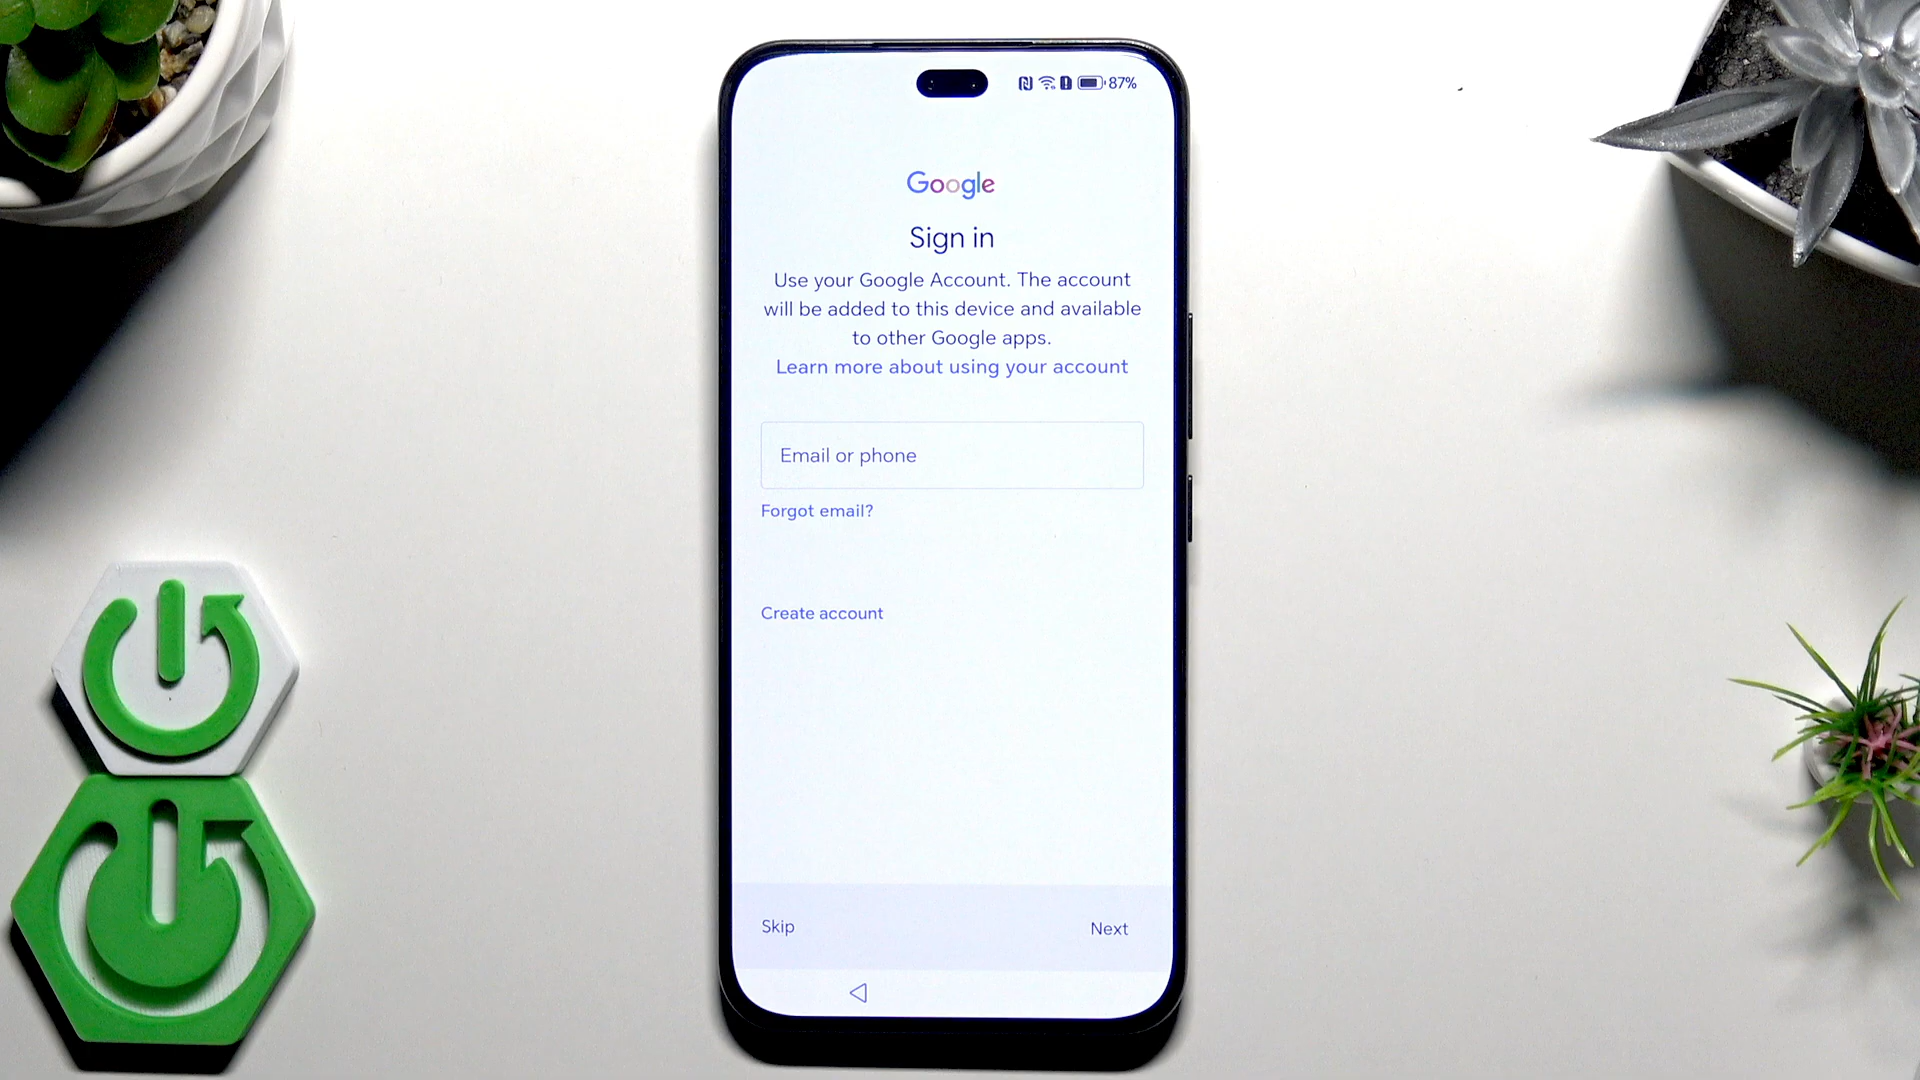 87%
Google
Sign in
Use your Google Account. The account
will be added to this device and available
to other Google apps.
Learn more about using your account
Email or phone
Forgot email?
Create account
Skip
Next